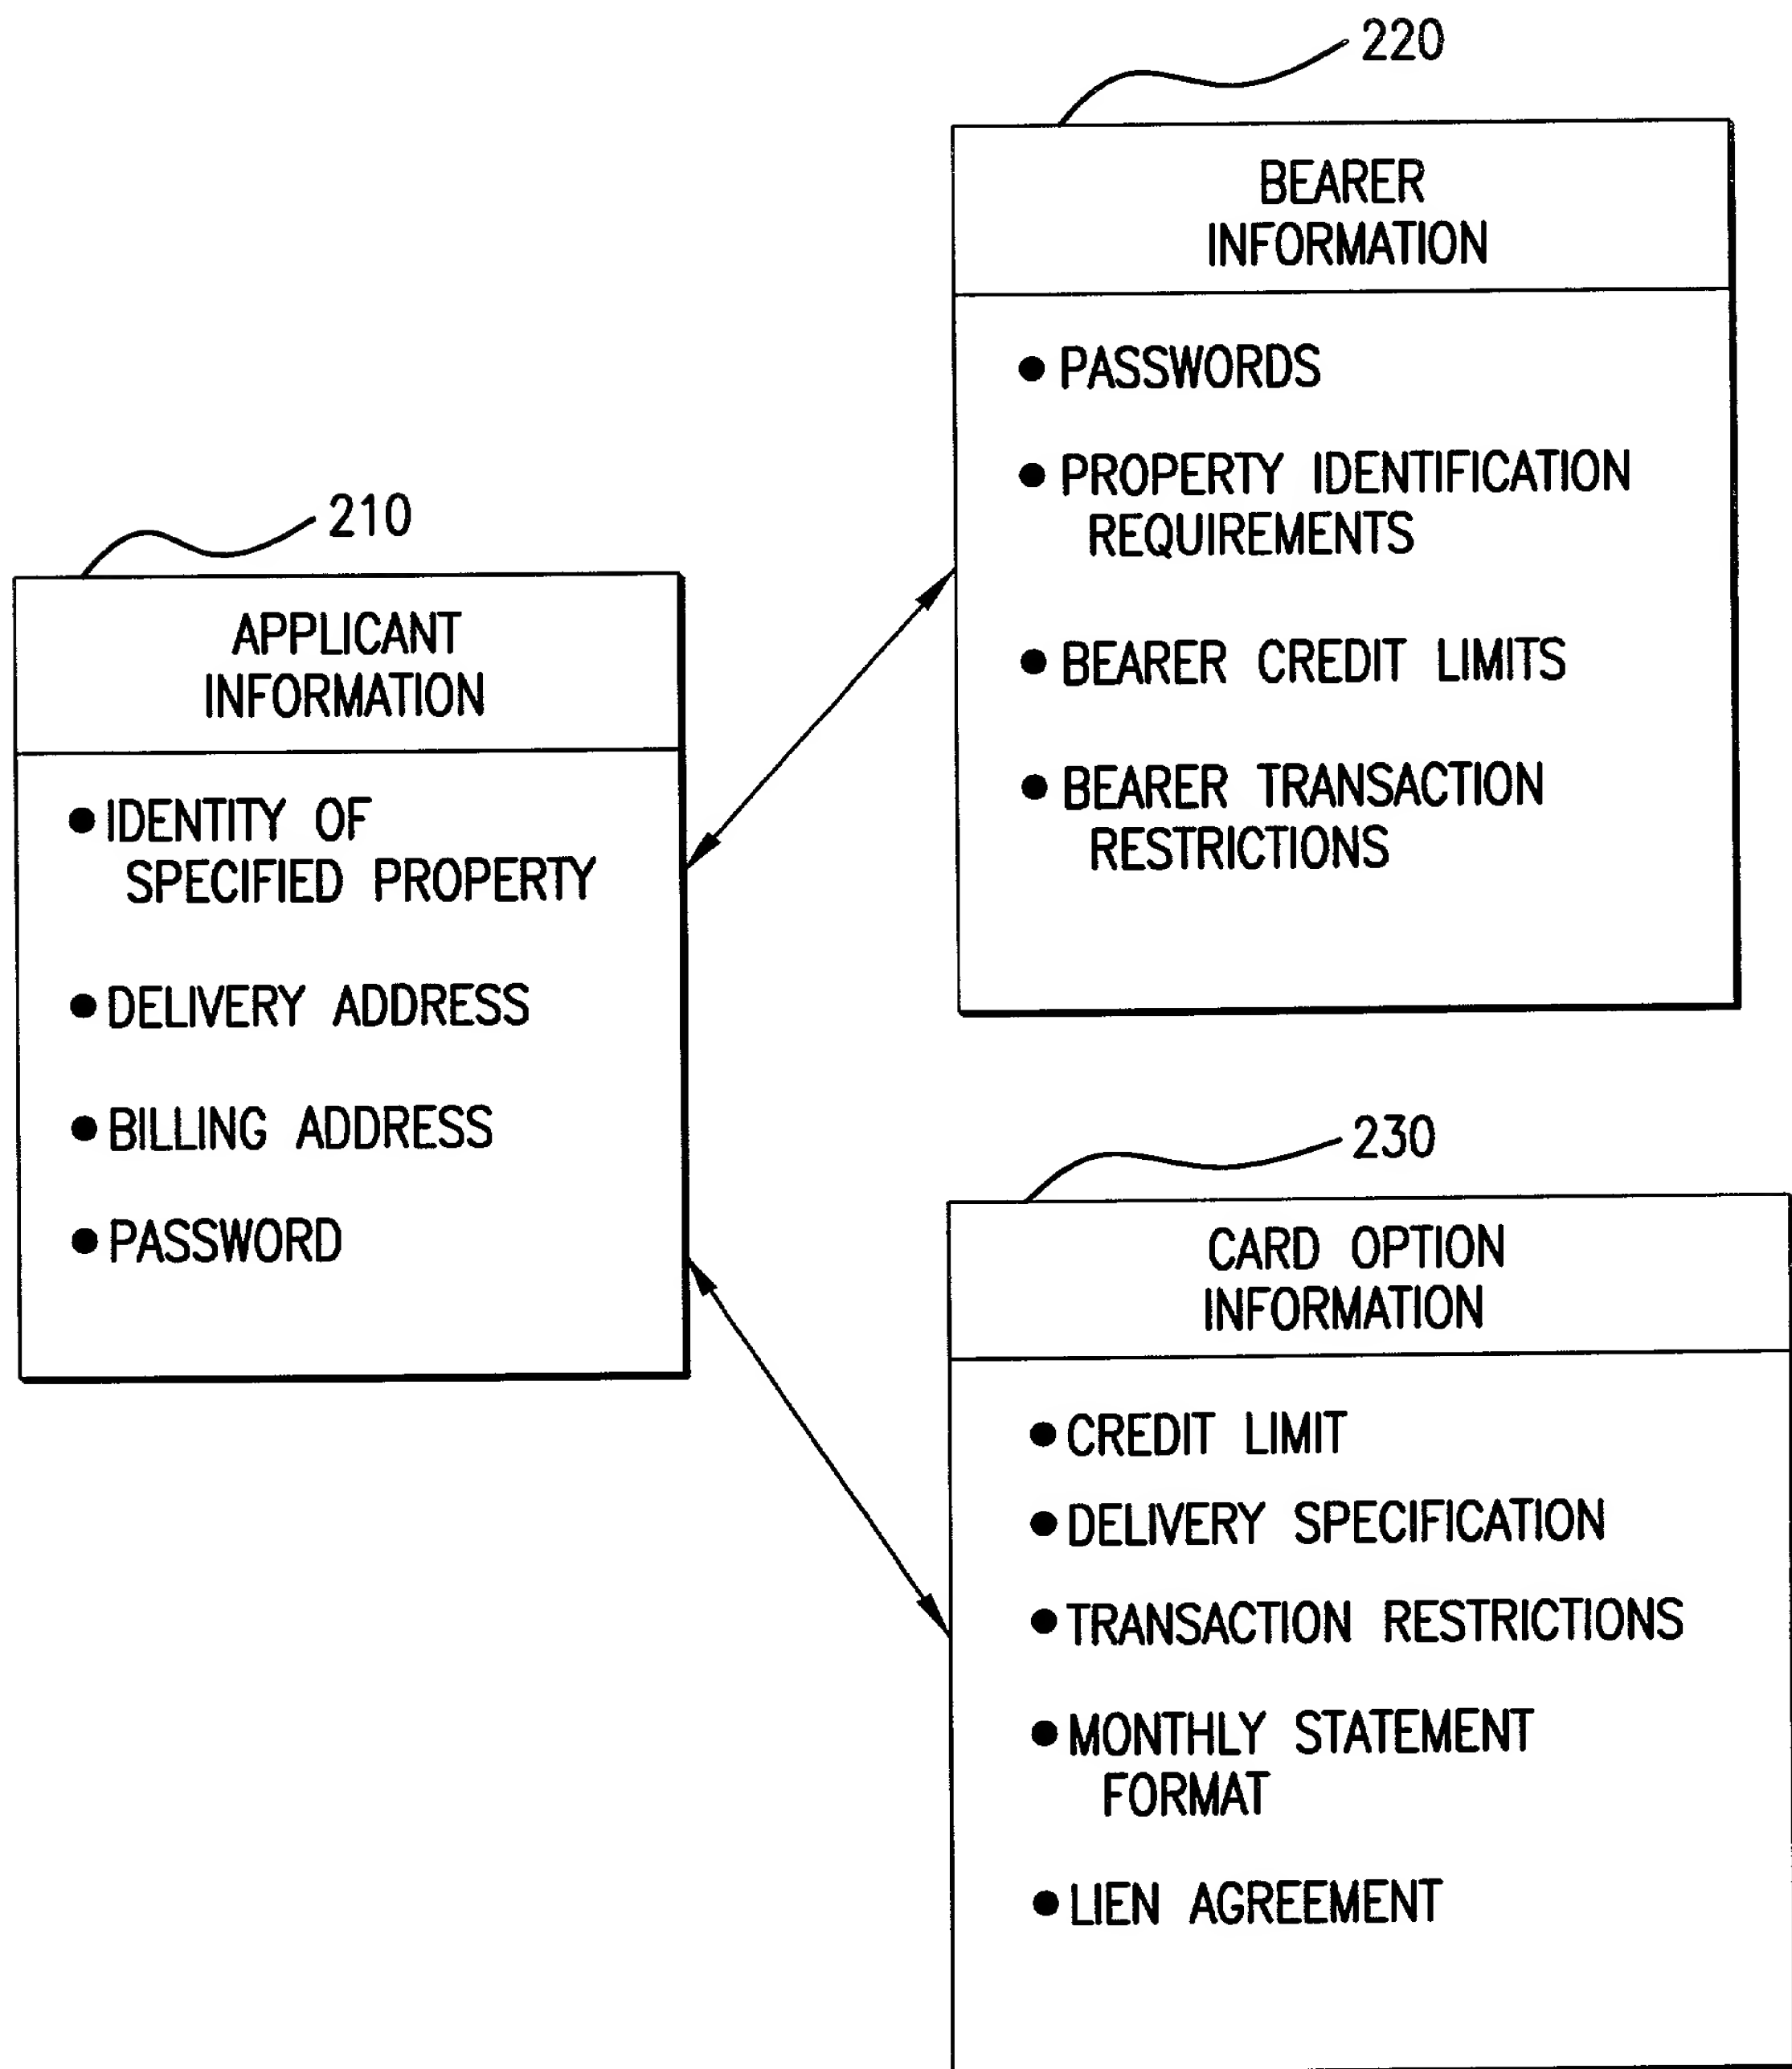 220
BEARER
INFORMATION
● PASSWORDS
● PROPERTY IDENTIFICATION
REQUIREMENTS
● BEARER CREDIT LIMITS
● BEARER TRANSACTION
RESTRICTIONS
210
APPLICANT
INFORMATION
● IDENTITY OF
SPECIFIED PROPERTY
● DELIVERY ADDRESS
● BILLING ADDRESS
● PASSWORD
230
CARD OPTION
INFORMATION
● CREDIT LIMIT
● DELIVERY SPECIFICATION
● TRANSACTION RESTRICTIONS
● MONTHLY STATEMENT
FORMAT
● LIEN AGREEMENT